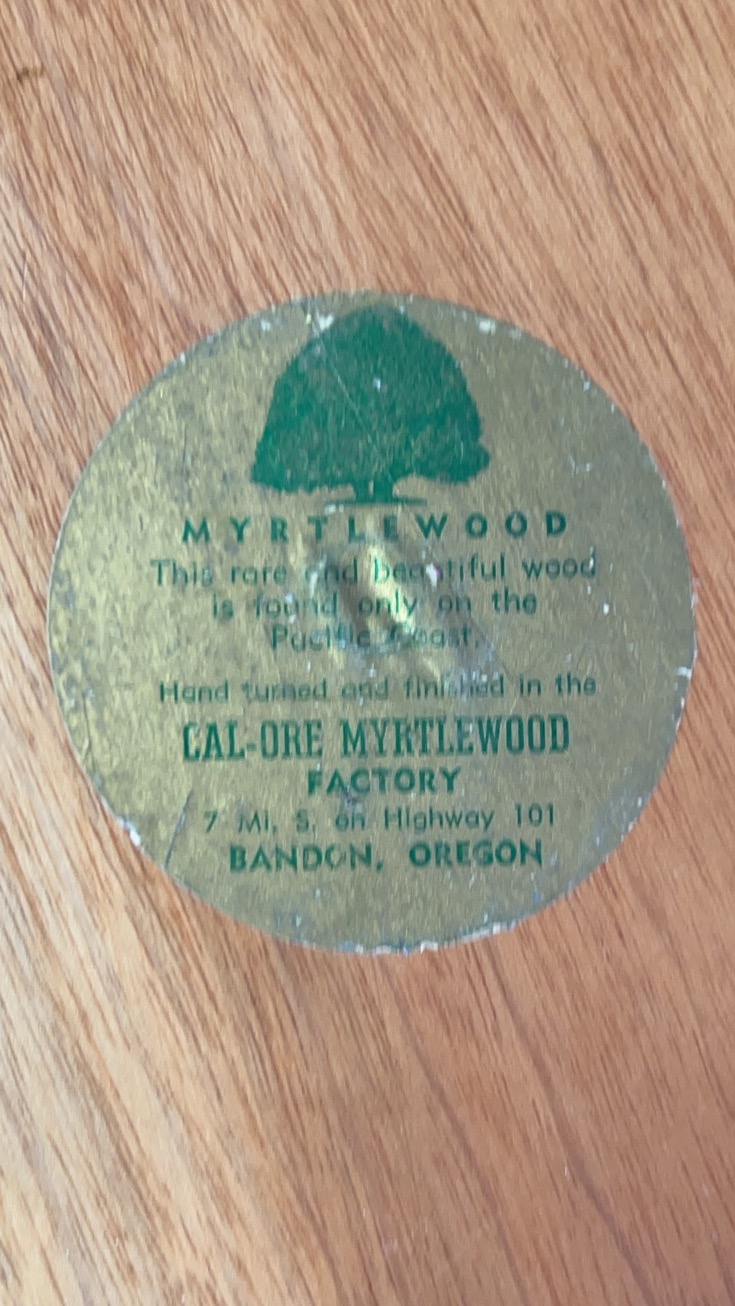 MYRTLEWOOD
This rare and beautiful wood
is found only on the
Pacific Coast.
Hand turned and finished in the
CAL-ORE MYRTLEWOOD
FACTORY
7 Mi. S. on Highway 101
BANDON, OREGON